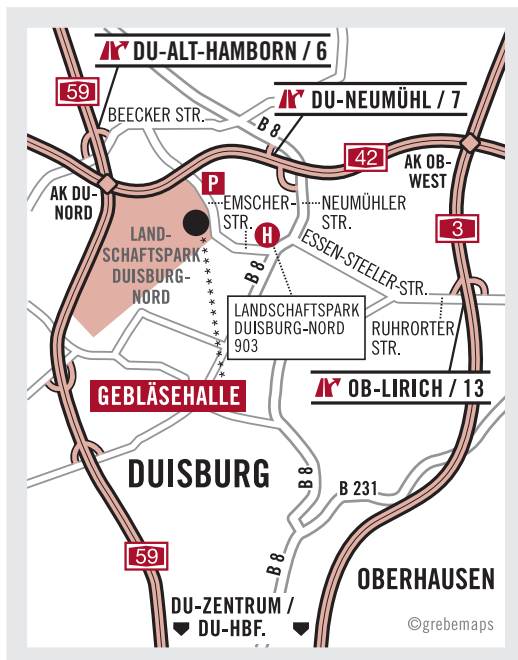 DU-ALT-HAMBORN / 6
59
BEECKER STR.
B 8
DU-NEUMÜHL / 7
42
AK OB-
WEST
AK DU-
NORD
P
EMSCHER-
STR.
NEUMÜHLER
STR.
H
3
LAND-
SCHAFTSPARK
DUISBURG-
NORD
ESSEN-STEELER-STR.
B 8
LANDSCHAFTSPARK
DUISBURG-NORD
903
RUHRORTER
STR.
GEBLÄSEHALLE
OB-LIRICH / 13
DUISBURG
B 8
B 231
59
B 8
OBERHAUSEN
DU-ZENTRUM /
DU-HBF.
©grebemaps